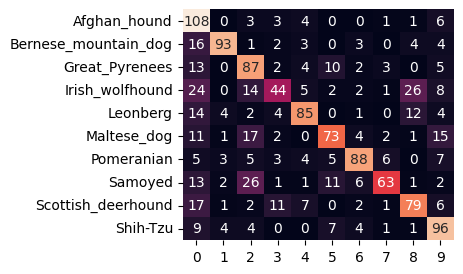 Afghan_hound 108 0 3 3 4 0 0 1 1 6
Bernese_mountain_dog 16 93 1 2 3 0 3 0 4 4
Great_Pyrenees 13 0 87 2 4 10 2 3 0 5
Irish_wolfhound 24 0 14 44 5 2 2 1 26 8
Leonberg 14 4 2 4 85 1 0 0 12 4
Maltese_dog 11 1 17 2 0 73 4 2 1 15
Pomeranian 5 3 5 3 4 5 88 6 0 7
Samoyed 13 2 26 1 1 11 6 63 1 2
Scottish_deerhound 17 1 2 11 7 0 2 1 79 6
Shih-Tzu 9 4 4 0 0 7 4 1 1 96
0 1 2 3 4 5 6 7 8 9